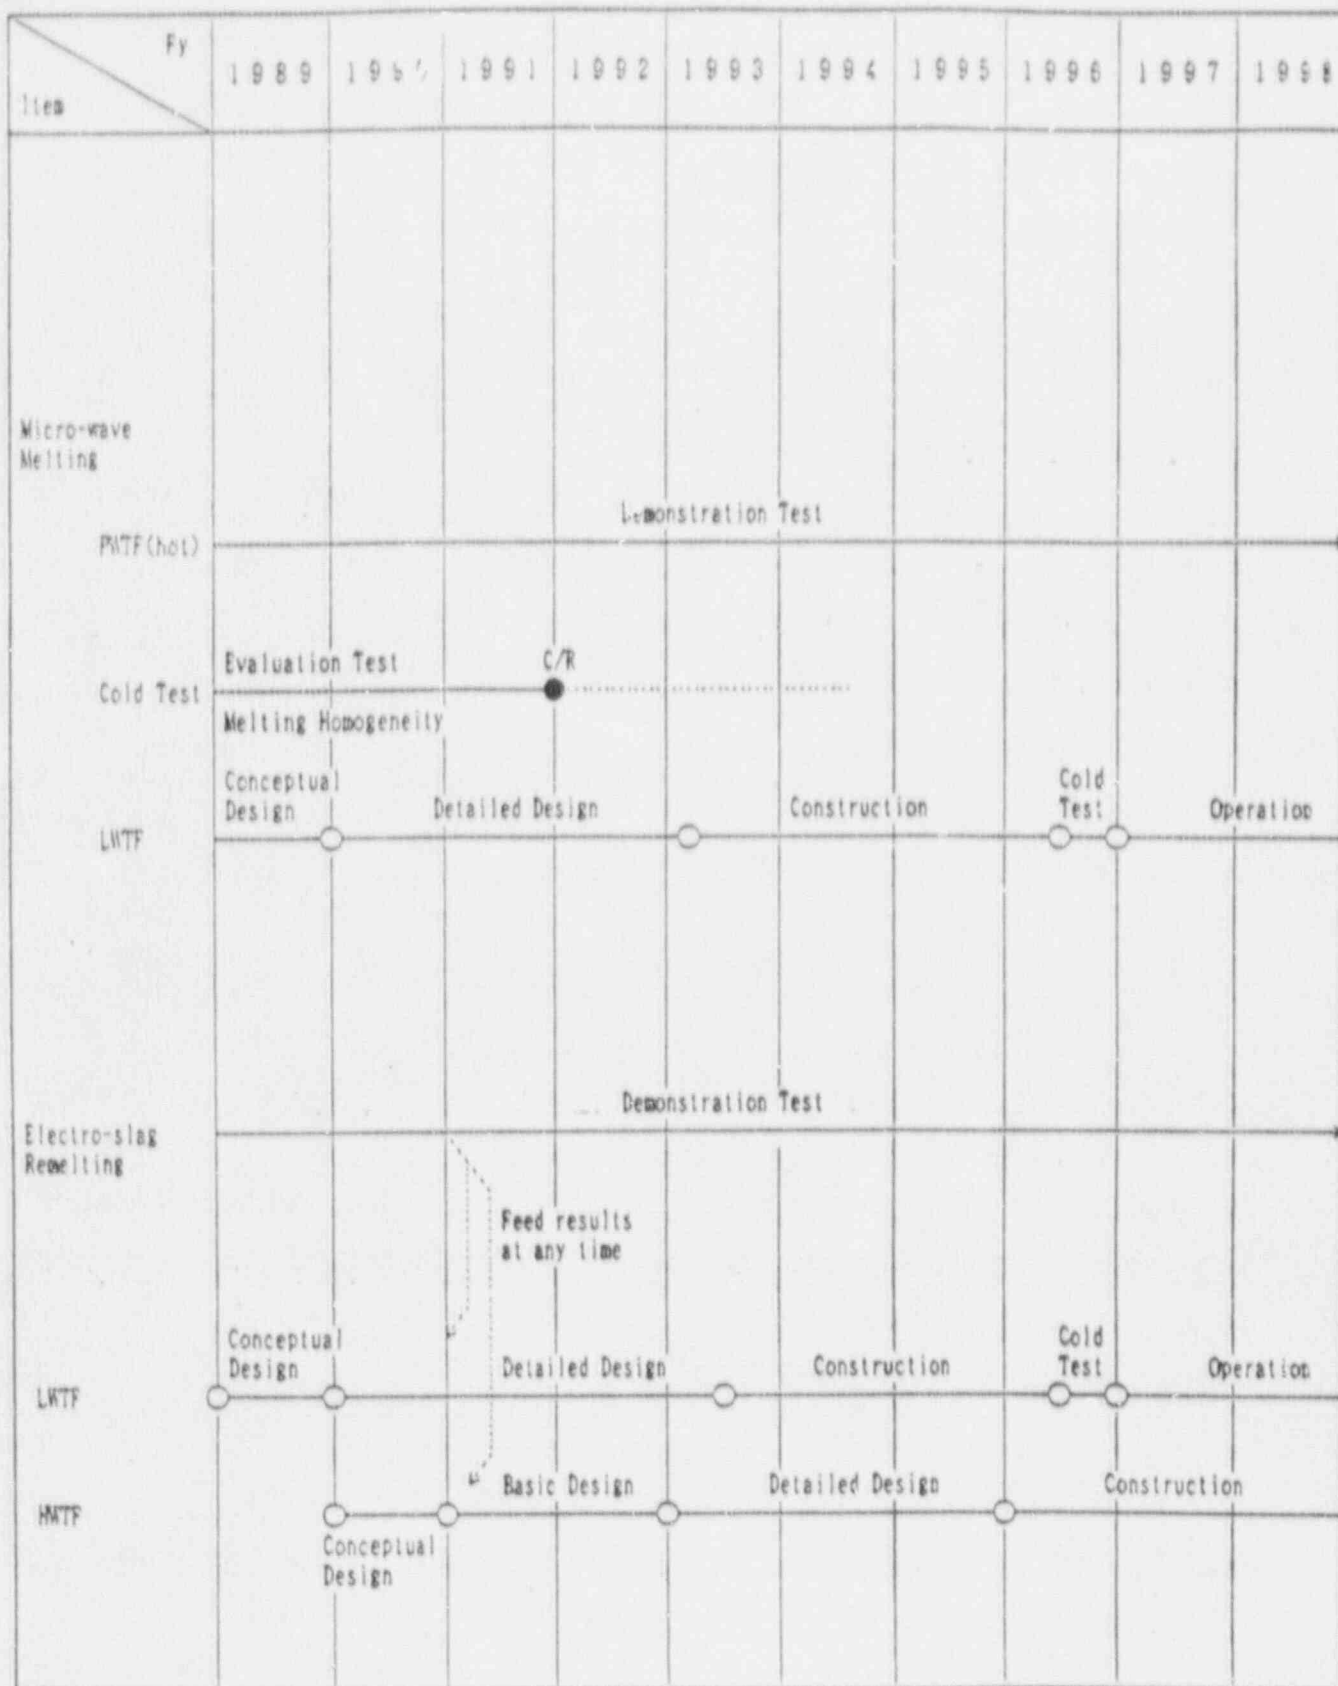 Fy
Item
1989 1991 1992 1993 1994 1995 1996 1997
Micro-wave
Melting
Demonstration Test
PWTF(hot)
Evaluation Test C/R
Cold Test
Melting Homogeneity
Conceptual
Design
Detailed Design
Construction
Cold
Test
Operation
LWTF
Demonstration Test
Electro-slag
Remelting
Feed results
at any time
Conceptual
Design
Detailed Design
Construction
Cold
Test
Operation
LWTF
Basic Design
Detailed Design
Construction
HWTF
Conceptual
Design